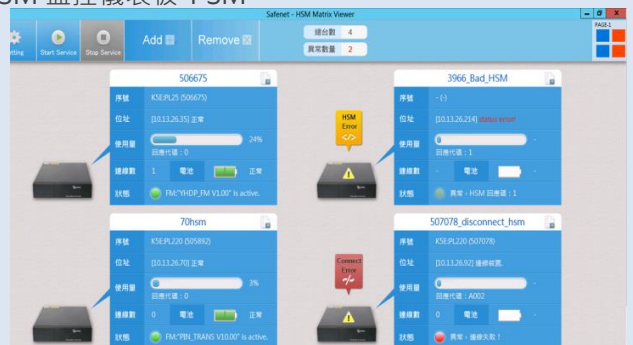 SM 監控儀表板-PSM
Safenet - HSM Matrix Viewer
etting
Start Service
Stop Service
Add
Remove
總台數 4
異常數量 2
PAGE-1
506675
序號 K5E:PL25 (506675)
位址 [10.13.26.35] 正常
使用量 24%
回應代碼：0
連線數 1 電池 正常
狀態 FM:"YHDP_FM V1.00" is active.
3966_Bad_HSM
HSM
Error
序號 - (-)
位址 [10.13.26.214] status error!
使用量 -
回應代碼：1
連線數 - 電池 -
狀態 異常，HSM 回應碼：1
70hsm
序號 K5E:PL220 (505892)
位址 [10.13.26.70] 正常
使用量 3%
回應代碼：0
連線數 0 電池 正常
狀態 FM:"PIN_TRANS V10.00" is active.
507078_disconnect_hsm
Connect
Error
序號 K5E:PL220 (507078)
位址 [10.13.26.92] 連線
使用量 -
回應代碼：A002
連線數 0 電池 -
狀態 異常，連線失敗！